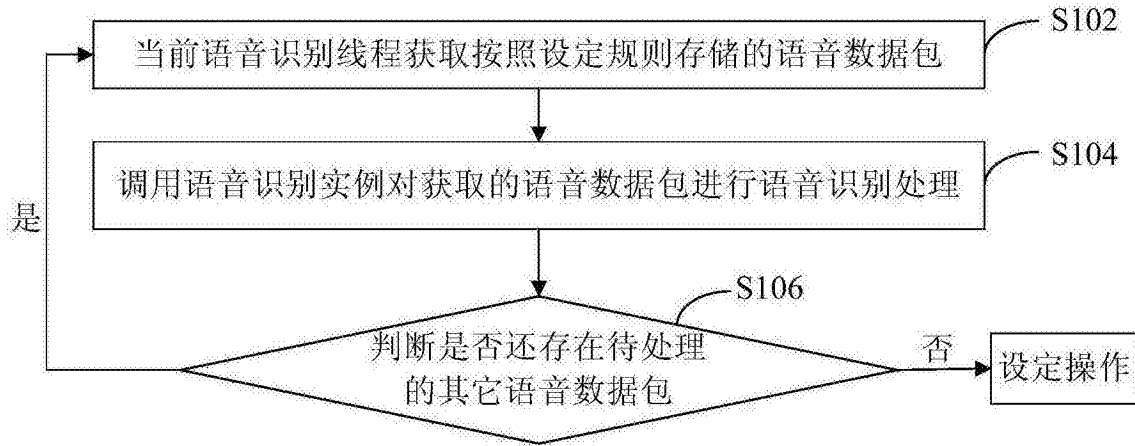 S102
当前语音识别线程获取按照设定规则存储的语音数据包
S104
调用语音识别实例对获取的语音数据包进行语音识别处理
是
S106
判断是否还存在待处理
的其它语音数据包
否
设定操作